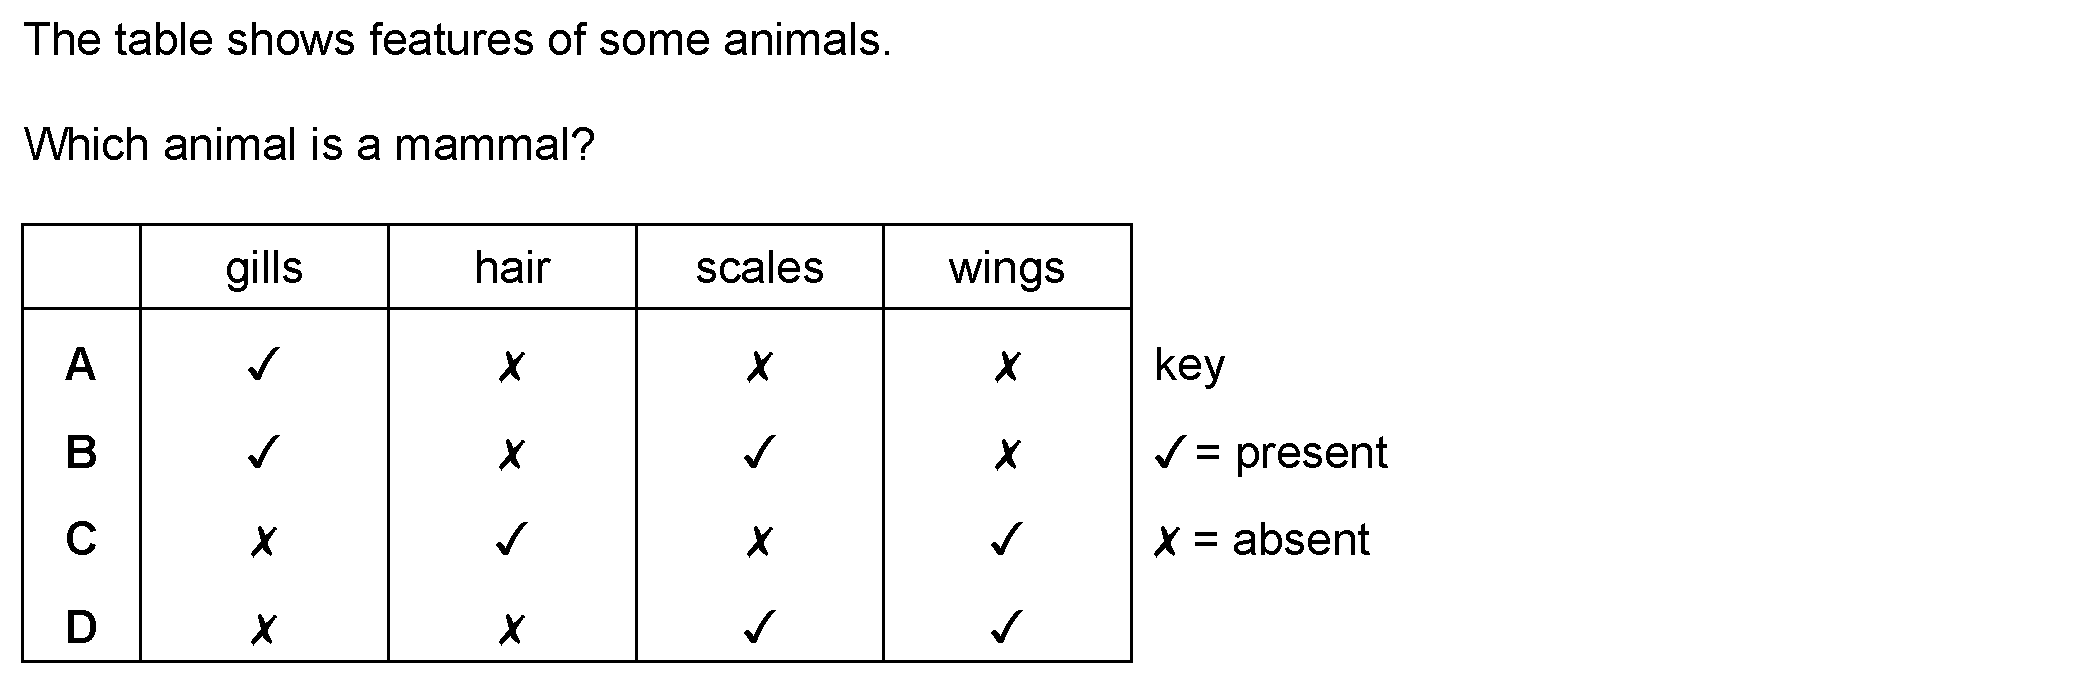 The table shows features of some animals.
Which animal is a mammal?
gills hair scales wings
A ✓ ✗ ✗ ✗ key
B ✓ ✗ ✓ ✗ ✓ = present
C ✗ ✓ ✗ ✓ ✗ = absent
D ✗ ✗ ✓ ✓